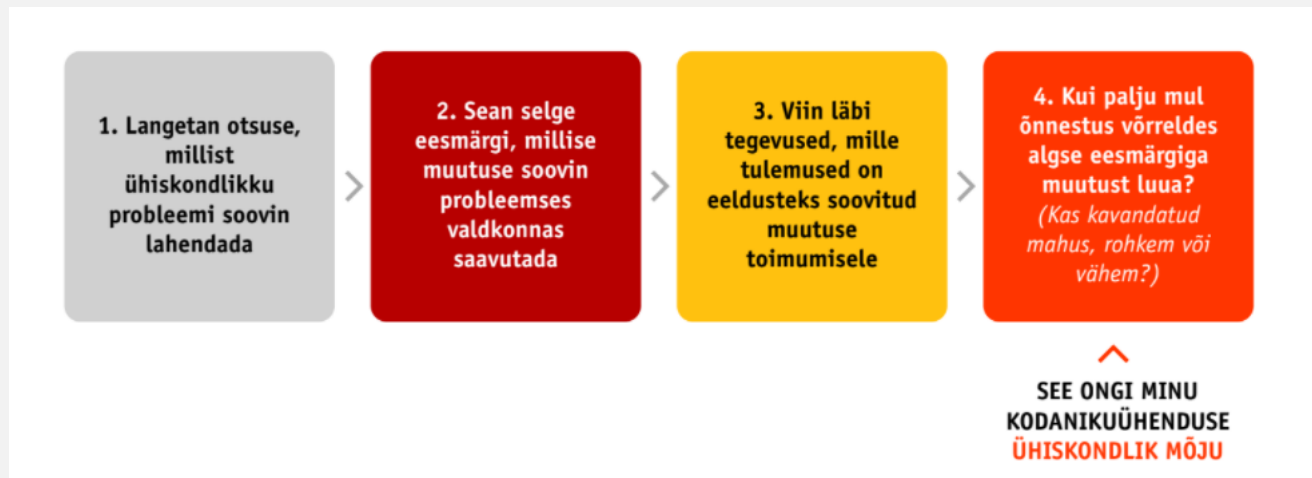 1. Langetan otsuse,
millist
ühiskondlikku
probleemi soovin
lahendada
2. Sean selge
eesmärgi, millise
muutuse soovin
probleemses
valdkonnas
saavutada
3. Viin läbi
tegevused, mille
tulemused on
eeldusteks soovitud
muutuse
toimumisele
4. Kui palju mul
õnnestus võrreldes
algse eesmärgiga
muutust luua?
(Kas kavandatud
mahus, rohkem või
vähem?)
SEE ONGI MINU
KODANIKUÜHENDUSE
ÜHISKONDLIK MÕJU